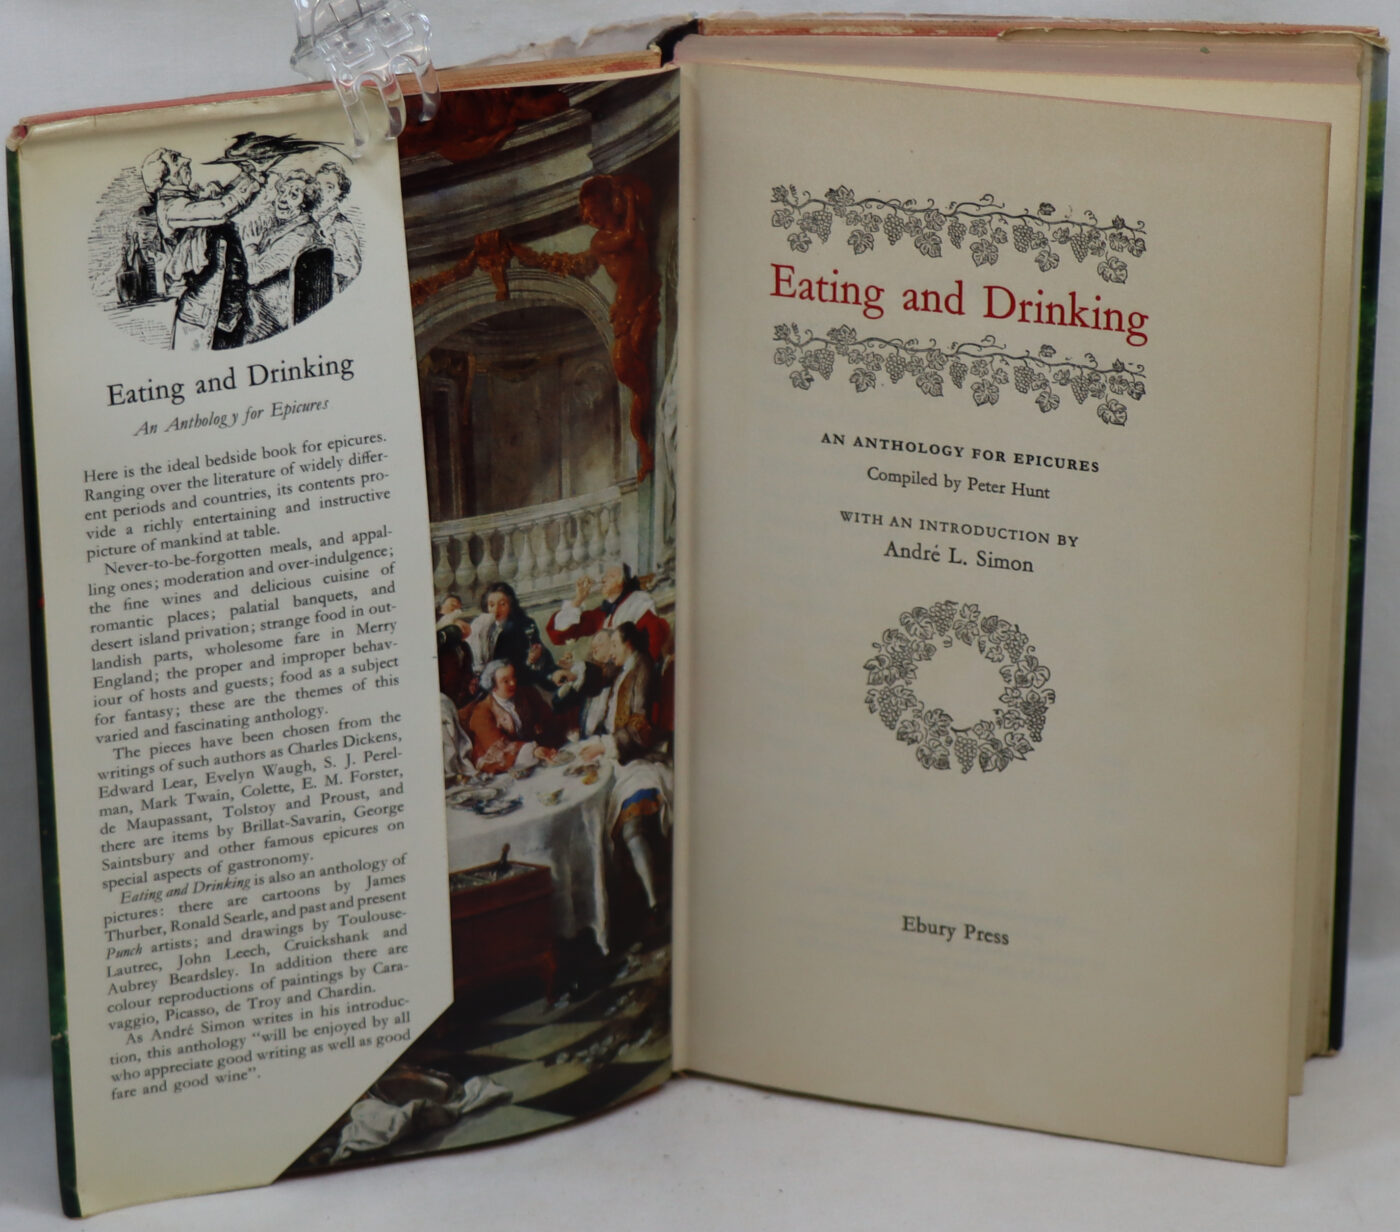 Eating and Drinking
An Anthology for Epicures
Here is the ideal bedside book for epicures.
Ranging over the literature of widely differ-
ent periods and countries, its contents pro-
vide a richly entertaining and instructive
picture of mankind at table.
Never-to-be-forgotten meals, and appal-
ling ones; moderation and over-indulgence;
the fine wines and delicious cuisine of
romantic places; palatial banquets, and
desert island privation; strange food in out-
landish parts, wholesome fare in Merry
England; the proper and improper behav-
iour of hosts and guests; food as a subject
for fantasy; these are the themes of this
varied and fascinating anthology.
The pieces have been chosen from the
writings of such authors as Charles Dickens,
Edward Lear, Evelyn Waugh, S. J. Perel-
man, Mark Twain, Colette, E. M. Forster,
de Maupassant, Tolstoy and Proust, and
there are items by Brillat-Savarin, George
Saintsbury and other famous epicures on
special aspects of gastronomy.
Eating and Drinking is also an anthology of
pictures: there are cartoons by James
Thurber, Ronald Searle, and past and present
Punch artists; and drawings by Toulouse-
Lautrec, John Leech, Cruickshank and
Aubrey Beardsley. In addition there are
colour reproductions of paintings by Cara-
vaggio, Picasso, de Troy and Chardin.
As André Simon writes in his introduc-
tion, this anthology “will be enjoyed by all
who appreciate good writing as well as good
fare and good wine”.
Eating and Drinking
AN ANTHOLOGY FOR EPICURES
Compiled by Peter Hunt
WITH AN INTRODUCTION BY
André L. Simon
Ebury Press